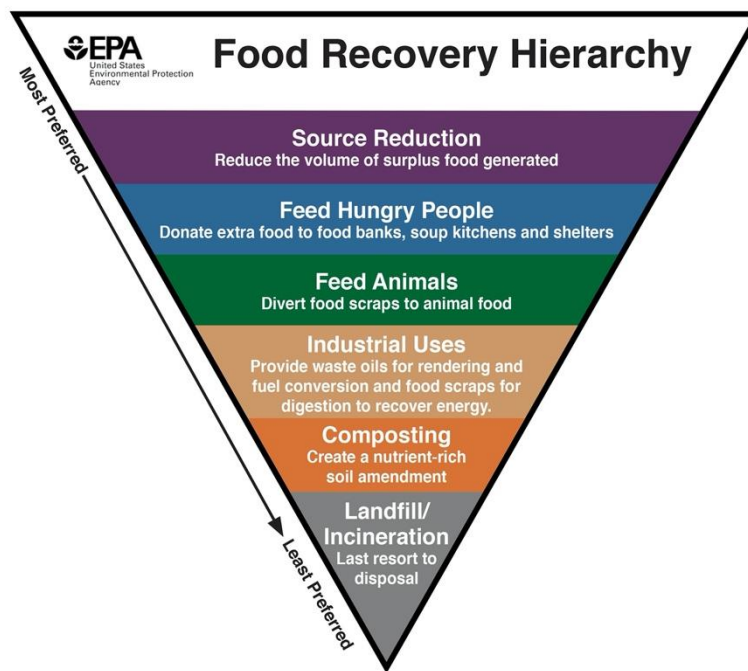 EPA
United States
Environmental Protection
Agency
Food Recovery Hierarchy
Most Preferred
Source Reduction
Reduce the volume of surplus food generated
Feed Hungry People
Donate extra food to food banks, soup kitchens and shelters
Feed Animals
Divert food scraps to animal food
Industrial Uses
Provide waste oils for rendering and
fuel conversion and food scraps for
digestion to recover energy.
Composting
Create a nutrient-rich
soil amendment
Landfill/
Incineration
Last resort to
disposal
Least Preferred